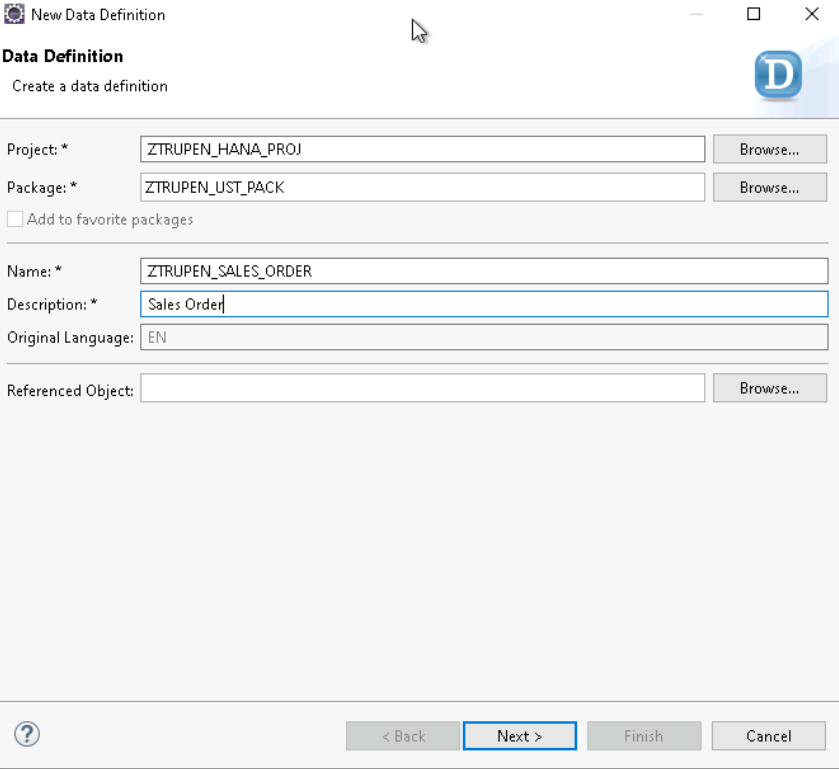 New Data Definition
Data Definition
Create a data definition
D
Project: * ZTRUPEN_HANA_PROJ Browse...
Package: * ZTRUPEN_UST_PACK Browse...
Add to favorite packages
Name: * ZTRUPEN_SALES_ORDER
Description: * Sales Order
Original Language: EN
Referenced Object: Browse...
? < Back Next > Finish Cancel